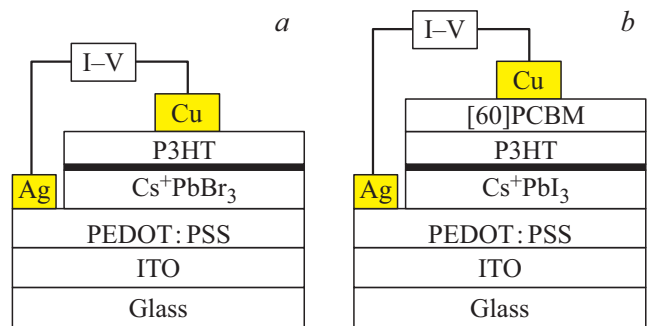 a
I–V
Cu
P3HT
Ag
Cs⁺PbBr₃
PEDOT:PSS
ITO
Glass
b
I–V
Cu
[60]PCBM
P3HT
Ag
Cs⁺PbI₃
PEDOT:PSS
ITO
Glass